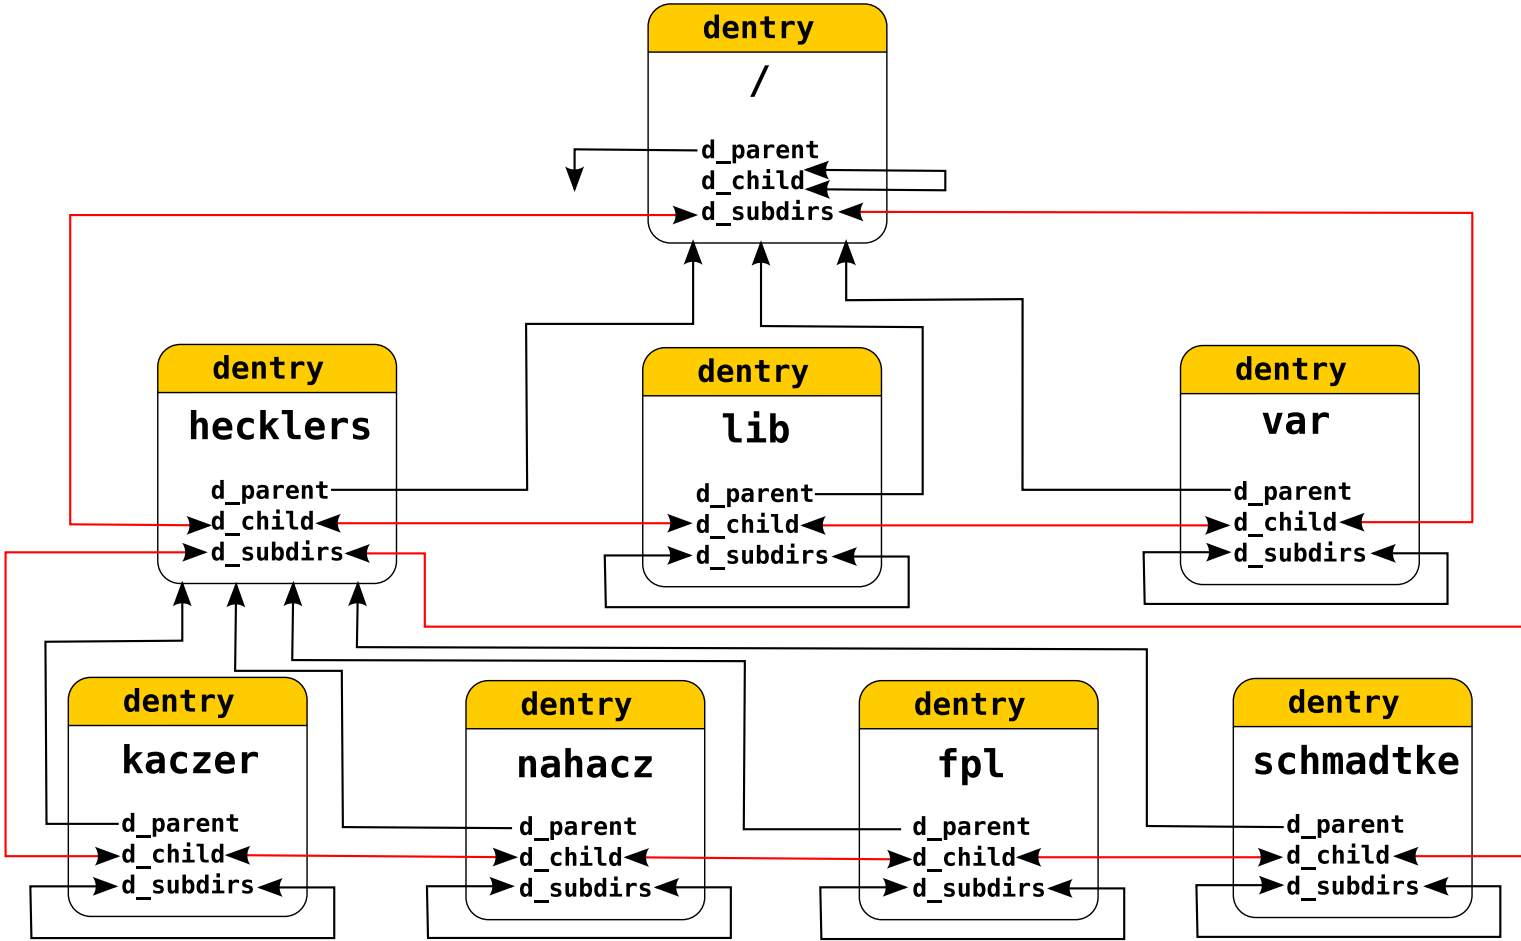 dentry
/
d_parent
d_child
d_subdirs
dentry
hecklers
d_parent
d_child
d_subdirs
dentry
lib
d_parent
d_child
d_subdirs
dentry
var
d_parent
d_child
d_subdirs
dentry
kaczer
d_parent
d_child
d_subdirs
dentry
nahacz
d_parent
d_child
d_subdirs
dentry
fpl
d_parent
d_child
d_subdirs
dentry
schmadtke
d_parent
d_child
d_subdirs